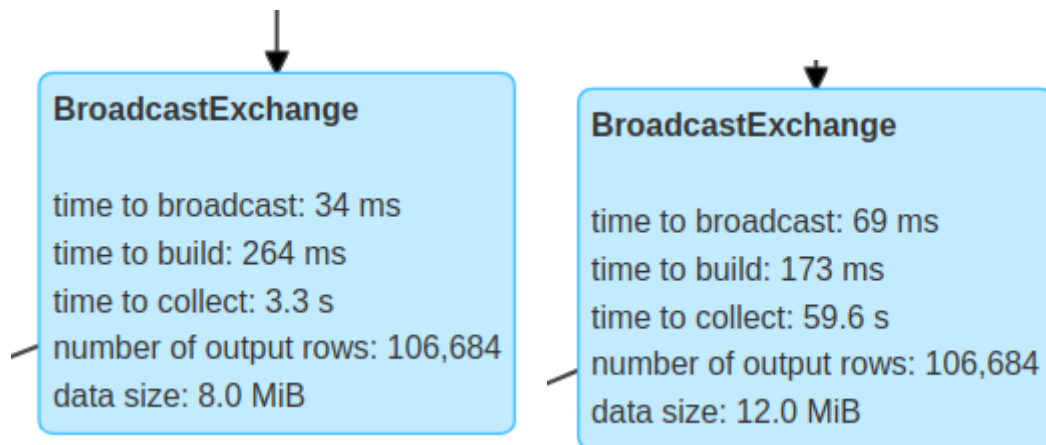 BroadcastExchange
time to broadcast: 34 ms
time to build: 264 ms
time to collect: 3.3 s
number of output rows: 106,684
data size: 8.0 MiB
BroadcastExchange
time to broadcast: 69 ms
time to build: 173 ms
time to collect: 59.6 s
number of output rows: 106,684
data size: 12.0 MiB